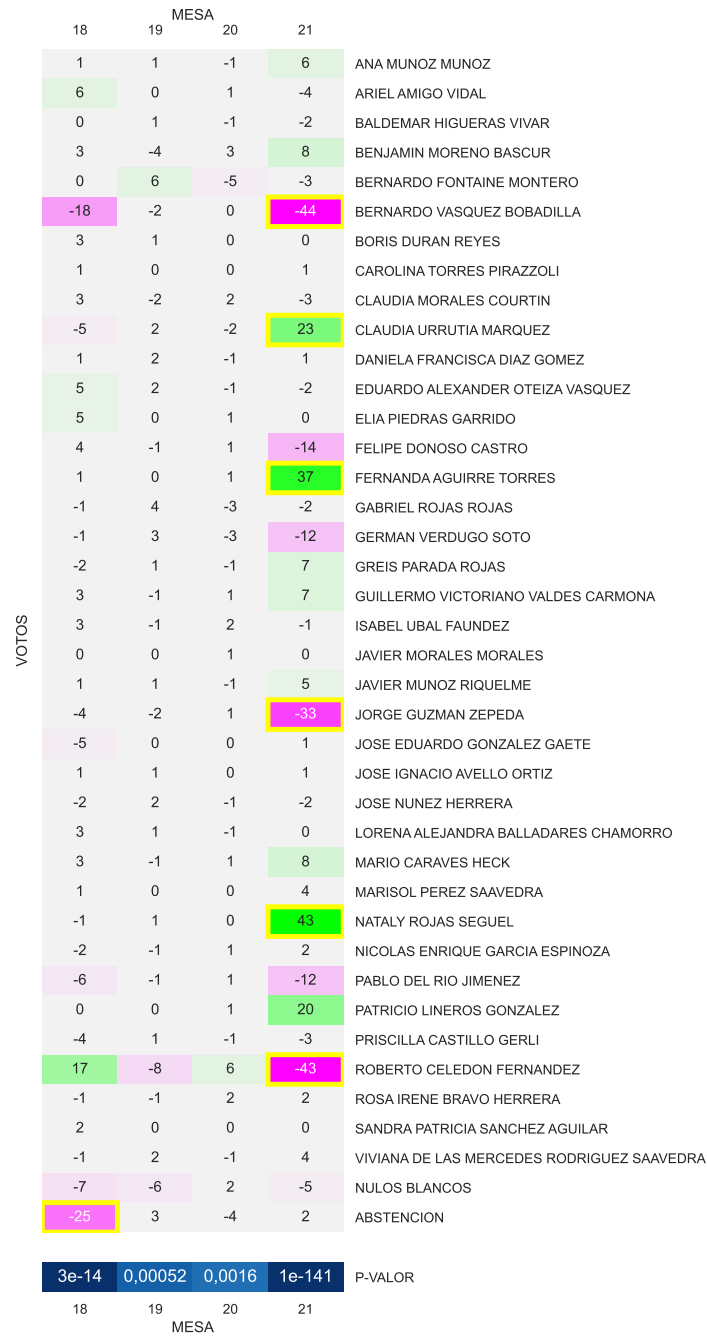 MESA
18 19 20 21
1 1 -1 6 ANA MUNOZ MUNOZ
6 0 1 -4 ARIEL AMIGO VIDAL
0 1 -1 -2 BALDEMAR HIGUERAS VIVAR
3 -4 3 8 BENJAMIN MORENO BASCUR
0 6 -5 -3 BERNARDO FONTAINE MONTERO
-18 -2 0 -44 BERNARDO VASQUEZ BOBADILLA
3 1 0 0 BORIS DURAN REYES
1 0 0 1 CAROLINA TORRES PIRAZZOLI
3 -2 2 -3 CLAUDIA MORALES COURTIN
-5 2 -2 23 CLAUDIA URRUTIA MARQUEZ
1 2 -1 1 DANIELA FRANCISCA DIAZ GOMEZ
5 2 -1 -2 EDUARDO ALEXANDER OTEIZA VASQUEZ
5 0 1 0 ELIA PIEDRAS GARRIDO
4 -1 1 -14 FELIPE DONOSO CASTRO
1 0 1 37 FERNANDA AGUIRRE TORRES
-1 4 -3 -2 GABRIEL ROJAS ROJAS
-1 3 -3 -12 GERMAN VERDUGO SOTO
-2 1 -1 7 GREIS PARADA ROJAS
3 -1 1 7 GUILLERMO VICTORIANO VALDES CARMONA
3 -1 2 -1 ISABEL UBAL FAUNDEZ
VOTOS
0 0 1 0 JAVIER MORALES MORALES
1 1 -1 5 JAVIER MUNOZ RIQUELME
-4 -2 1 -33 JORGE GUZMAN ZEPEDA
-5 0 0 1 JOSE EDUARDO GONZALEZ GAETE
1 1 0 1 JOSE IGNACIO AVELLO ORTIZ
-2 2 -1 -2 JOSE NUNEZ HERRERA
3 1 -1 0 LORENA ALEJANDRA BALLADARES CHAMORRO
3 -1 1 8 MARIO CARAVES HECK
1 0 0 4 MARISOL PEREZ SAAVEDRA
-1 1 0 43 NATALY ROJAS SEGUEL
-2 -1 1 2 NICOLAS ENRIQUE GARCIA ESPINOZA
-6 -1 1 -12 PABLO DEL RIO JIMENEZ
0 0 1 20 PATRICIO LINEROS GONZALEZ
-4 1 -1 -3 PRISCILLA CASTILLO GERLI
17 -8 6 -43 ROBERTO CELEDON FERNANDEZ
-1 -1 2 2 ROSA IRENE BRAVO HERRERA
2 0 0 0 SANDRA PATRICIA SANCHEZ AGUILAR
-1 2 -1 4 VIVIANA DE LAS MERCEDES RODRIGUEZ SAAVEDRA
-7 -6 2 -5 NULOS BLANCOS
-25 3 -4 2 ABSTENCION
3e-14 0,00052 0,0016 1e-141 P-VALOR
18 19 20 21
MESA